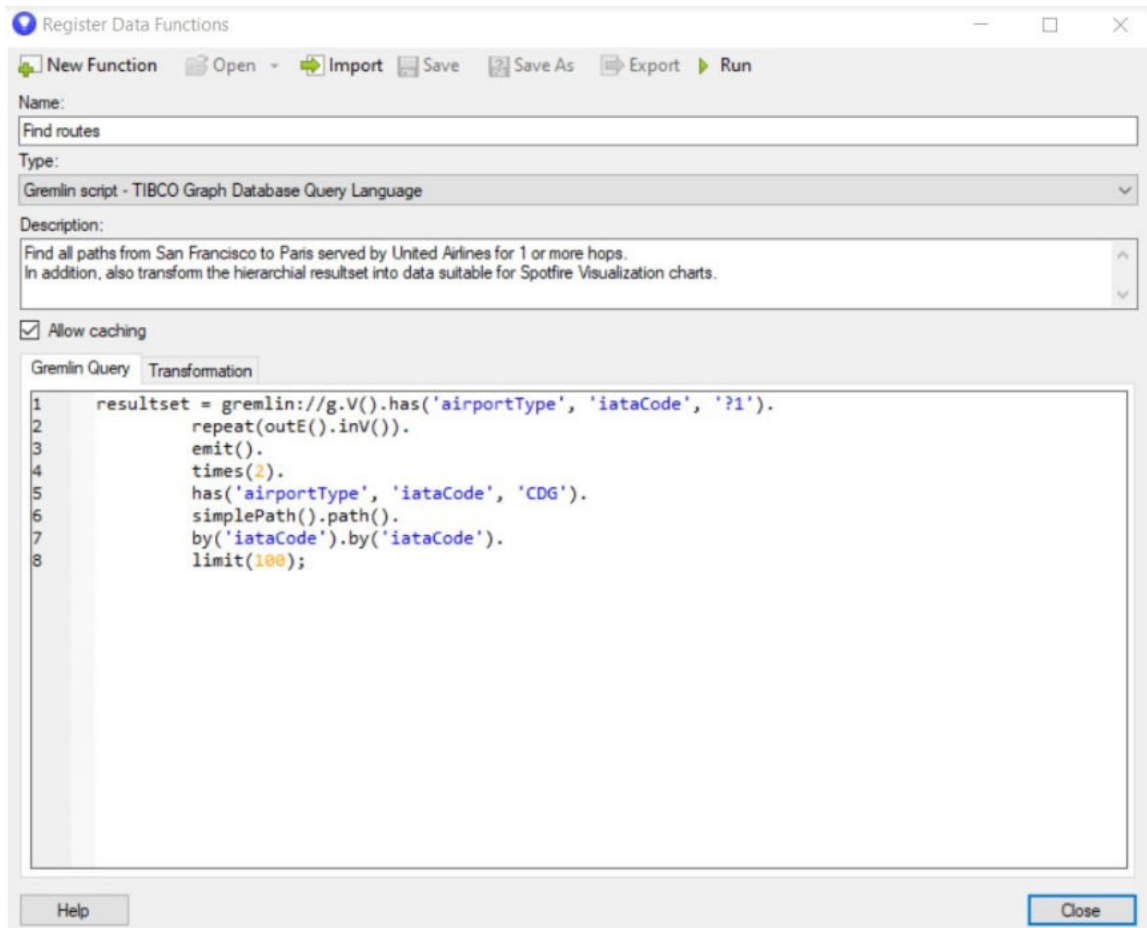 Register Data Functions
New Function Open Import Save Save As Export Run
Name:
Find routes
Type:
Gremlin script - TIBCO Graph Database Query Language
Description:
Find all paths from San Francisco to Paris served by United Airlines for 1 or more hops.
In addition, also transform the hierarchial resultset into data suitable for Spotfire Visualization charts.
Allow caching
Gremlin Query Transformation
1 resultset = gremlin://g.V().has('airportType', 'iataCode', '?1').
2 repeat(outE().inV()).
3 emit().
4 times(2).
5 has('airportType', 'iataCode', 'CDG').
6 simplePath().path().
7 by('iataCode').by('iataCode').
8 limit(100);
Help Close